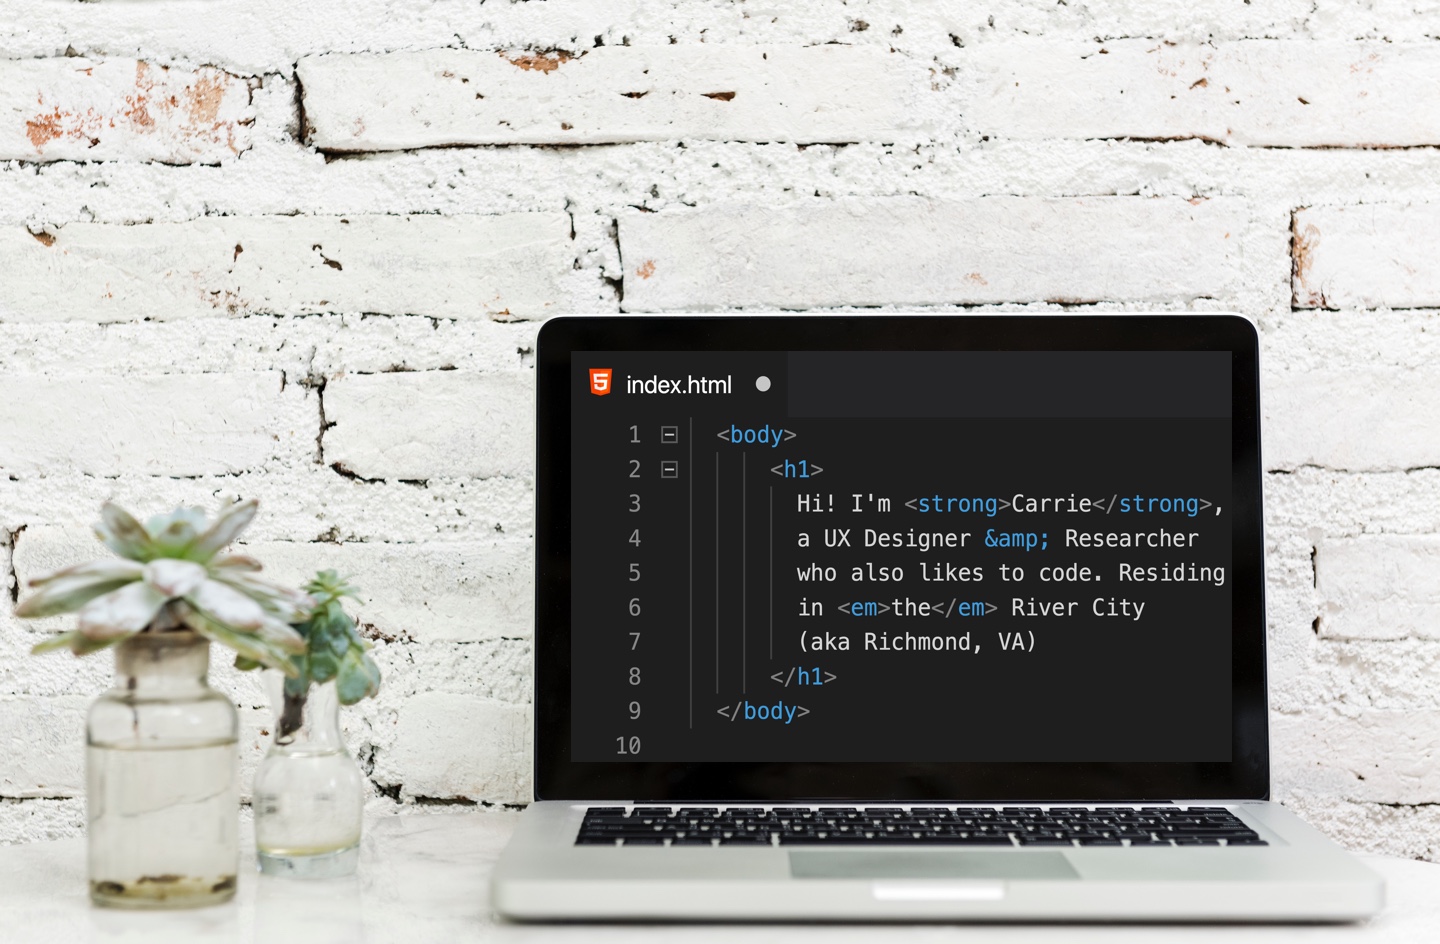 index.html
1 <body>
2 <h1>
3 Hi! I'm <strong>Carrie</strong>,
4 a UX Designer &amp; Researcher
5 who also likes to code. Residing
6 in <em>the</em> River City
7 (aka Richmond, VA)
8 </h1>
9 </body>
10